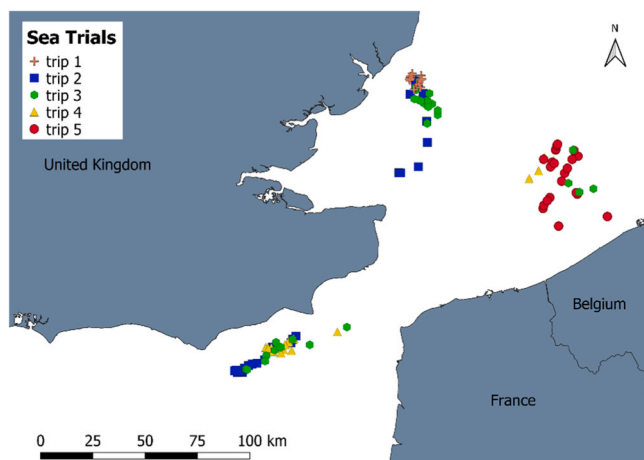 Sea Trials
trip 1
trip 2
trip 3
trip 4
trip 5
N
United Kingdom
Belgium
France
0 25 50 75 100 km